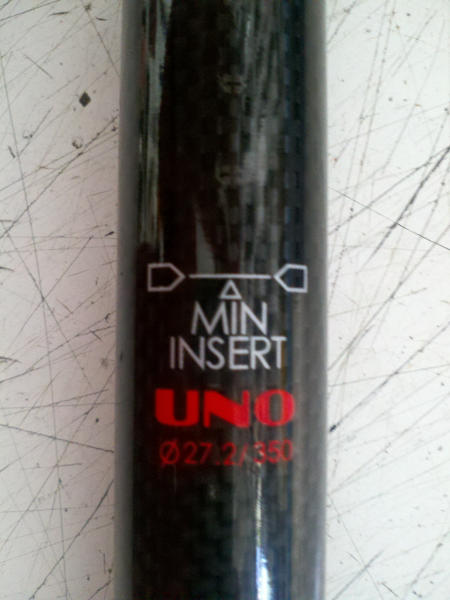 MIN
INSERT
UNO
Ø27.2/350